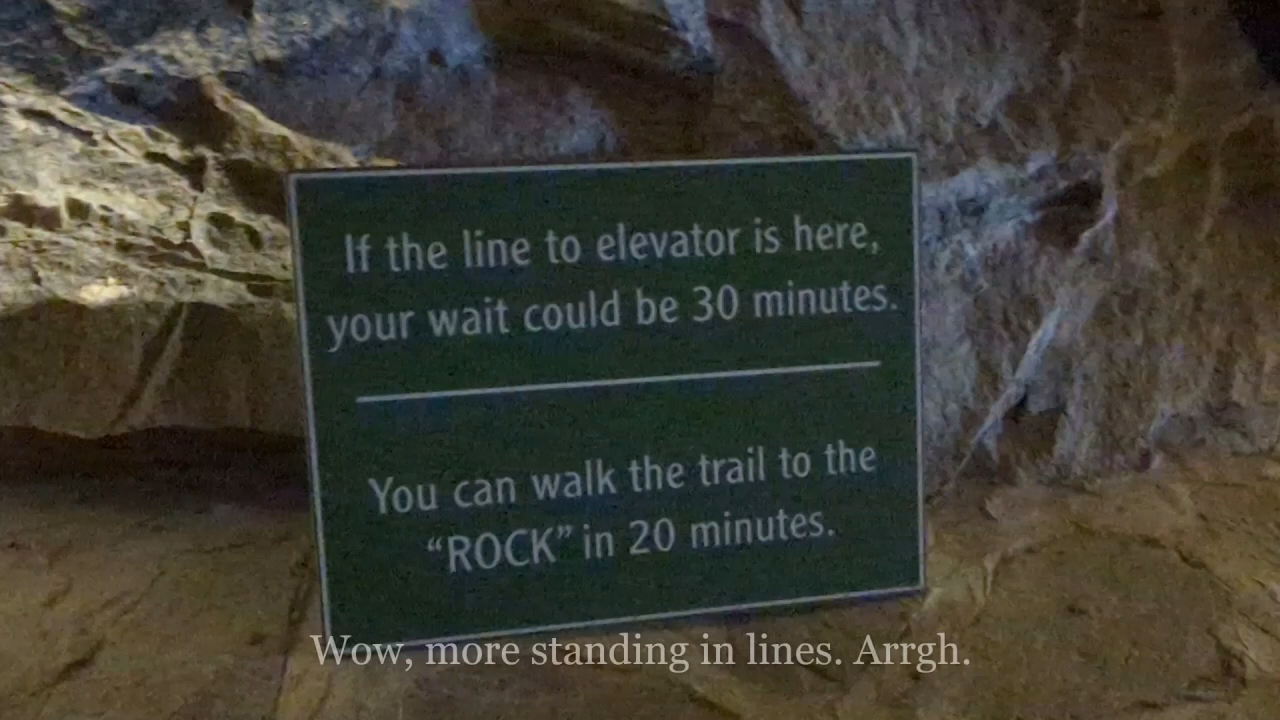 If the line to elevator is here,
your wait could be 30 minutes.
You can walk the trail to the
“ROCK” in 20 minutes.
Wow, more standing in lines. Arrgh.